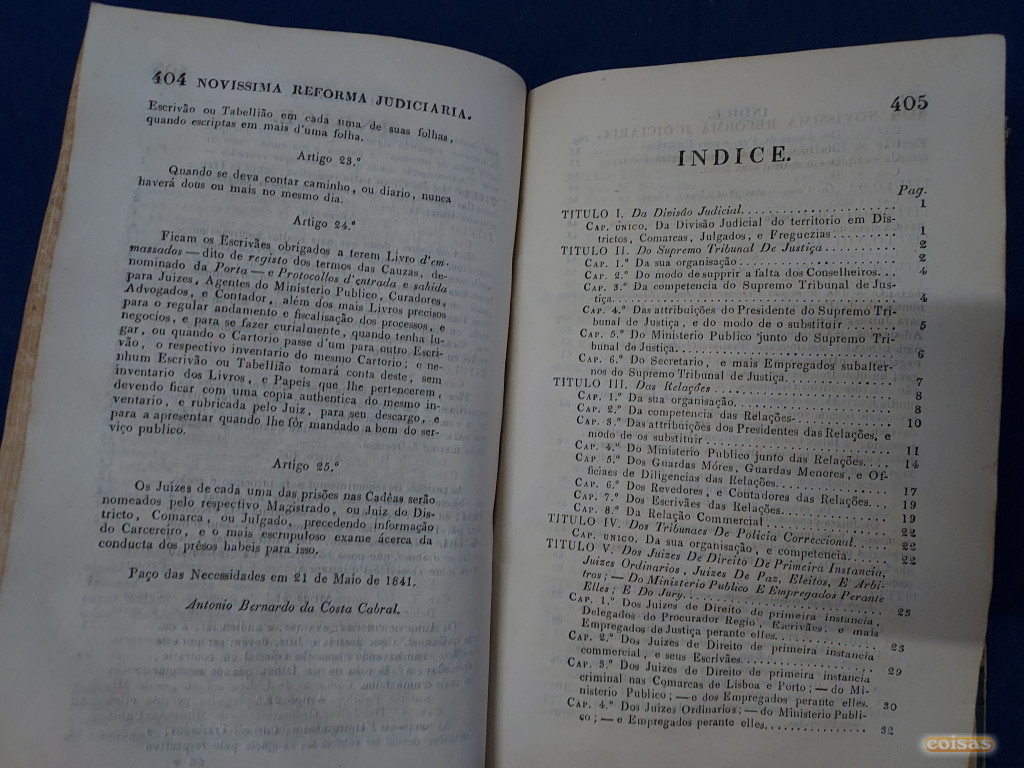 404 NOVISSIMA REFORMA JUDICIARIA.
Escrivão ou Tabellião em cada uma de suas folhas,
quando escriptas em mais d'uma folha.
Artigo 23.º
Quando se deva contar caminho, ou diario, nunca
haverá dous ou mais no mesmo dia.
Artigo 24.º
Ficam os Escrivães obrigados a terem Livro d'em-
massados — dito de registo dos termos das Cauzas, de-
nominado da Porta — e Protocollos d'entrada e sahida
para Juizes, Agentes do Ministerio Publico, Curadores,
Advogados, e Contador, além dos mais Livros precisos
para o regular andamento e fiscalisação dos processos, e
negocios, e para se fazer curialmente, quando tenha lu-
gar, ou quando o Cartorio passe d'um para outro Escri-
vão, o respectivo inventario do mesmo Cartorio; e ne-
nhum Escrivão ou Tabellião tomará conta deste, sem
inventario dos Livros, e Papeis que lhe pertencerem,
devendo ficar com uma copia authentica do mesmo in-
ventario, e rubricada pelo Juiz, para seu descargo, e
para a apresentar quando lhe fôr mandado a bem do ser-
viço publico.
Artigo 25.º
Os Juizes de cada uma das prisões nas Cadêas serão
nomeados pelo respectivo Magistrado, ou Juiz do Dis-
tricto, Comarca, ou Julgado, precedendo informação
do Carcereiro, e o mais escrupuloso exame ácerca da
conducta dos prêsos habeis para isso.
Paço das Necessidades em 21 de Maio de 1841.
Antonio Bernardo da Costa Cabral.
405
INDICE.
Pag.
TITULO I. Da Divisão Judicial. 1
CAP. ÚNICO. Da Divisão Judicial do territorio em Dis-
trictos, Comarcas, Julgados, e Freguezias 1
TITULO II. Do Supremo Tribunal De Justiça 2
CAP. 1.º Da sua organisação 2
CAP. 2.º Do modo de supprir a falta dos Conselheiros. 4
CAP. 3.º Da competencia do Supremo Tribunal de Jus-
tiça. 4
CAP. 4.º Das attribuições do Presidente do Supremo Tri-
bunal de Justiça, e do modo de o substituir 5
CAP. 5.º Do Ministerio Publico junto do Supremo Tri-
bunal de Justiça. 6
CAP. 6.º Do Secretario, e mais Empregados subalter-
nos do Supremo Tribunal de Justiça. 7
TITULO III. Das Relações 8
CAP. 1.º Da sua organisação. 8
CAP. 2.º Da competencia das Relações 10
CAP. 3.º Das attribuições dos Presidentes das Relações, e
modo de os substituir 11
CAP. 4.º Do Ministerio Publico junto das Relações. 14
CAP. 5.º Dos Guardas Móres, Guardas Menores, e Of-
ficiaes de Diligencias das Relações. 17
CAP. 6.º Dos Revedores, e Contadores das Relações. 19
CAP. 7.º Dos Escrivães das Relações. 19
CAP. 8.º Da Relação Commercial 22
TITULO IV. Dos Tribunaes De Policia Correccional. 22
CAP. UNICO. Da sua organisação, e competencia. 22
TITULO V. Dos Juizes De Direito De Primeira Instancia,
Juizes Ordinarios, Juizes De Paz, Eleitos, E Arbi-
tros; — Do Ministerio Publico E Empregados Perante
Elles; E Do Jury. 23
CAP. 1.º Dos Juizes de Direito de primeira instancia,
Delegados do Procurador Regio, Escrivães, e mais
Empregados de Justiça perante elles. 23
CAP. 2.º Dos Juizes de Direito de primeira instancia
commercial, e seus Escrivães. 29
CAP. 3.º Dos Juizes de Direito de primeira instancia
criminal nas Comarcas de Lisboa e Porto; — do Mi-
nisterio Publico; — e dos Empregados perante elles. 30
CAP. 4.º Dos Juizes Ordinarios; — do Ministerio Publi-
co; — e Empregados perante elles. 32
coisas